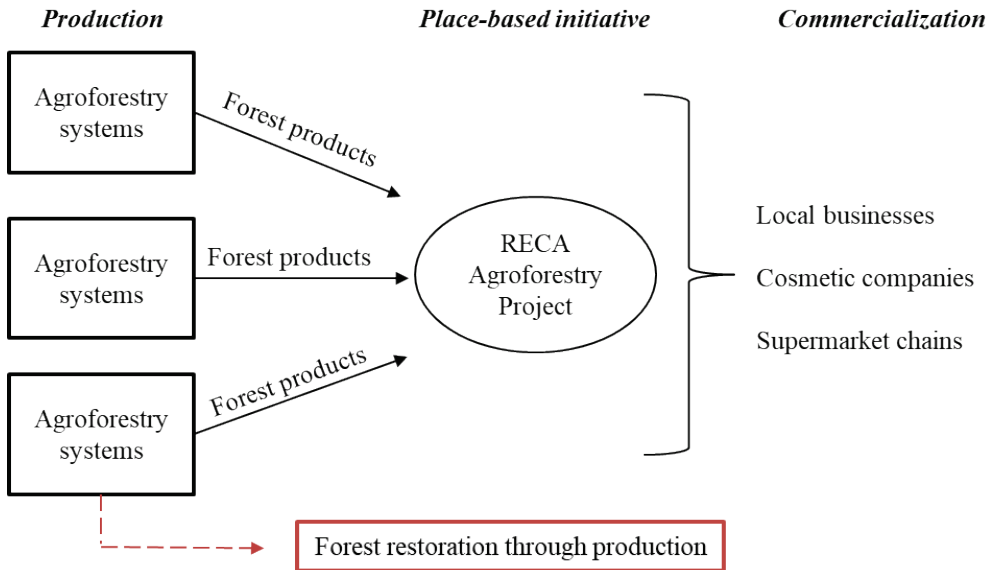 Production
Place-based initiative
Commercialization
Agroforestry
systems
Forest products
Agroforestry
systems
Forest products
Agroforestry
systems
Forest products
RECA
Agroforestry
Project
Local businesses
Cosmetic companies
Supermarket chains
Forest restoration through production